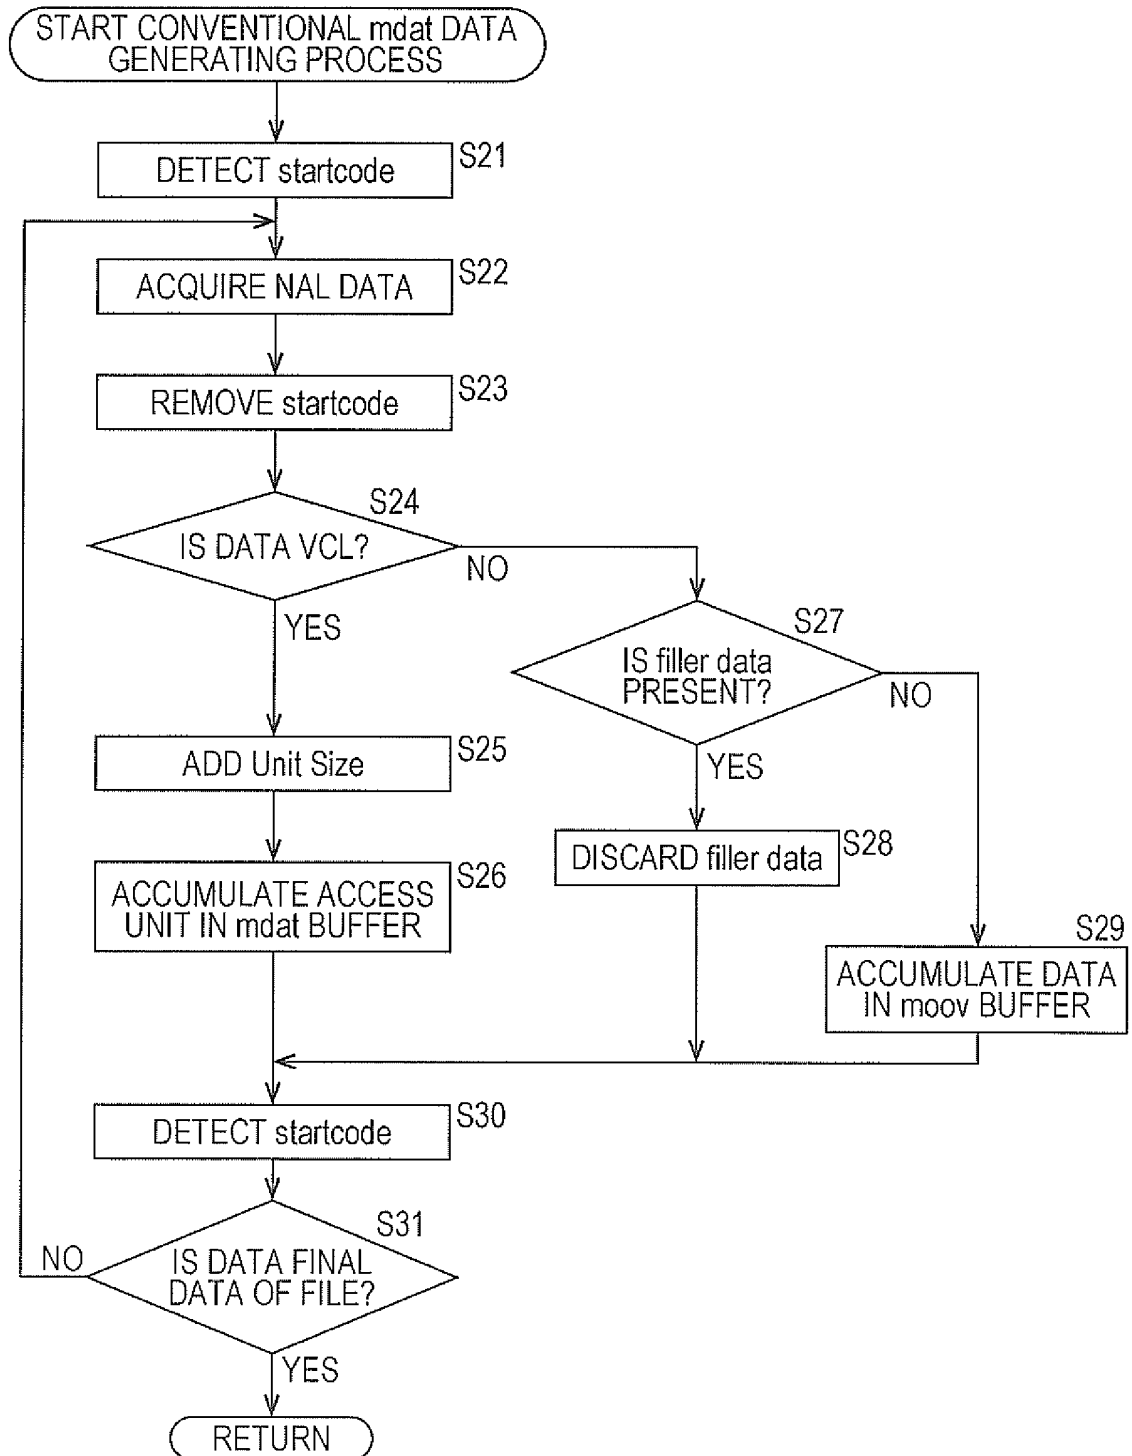 START CONVENTIONAL mdat DATA
GENERATING PROCESS
S21
DETECT startcode
S22
ACQUIRE NAL DATA
S23
REMOVE startcode
S24
IS DATA VCL?
NO
YES
S27
IS filler data
PRESENT?
NO
YES
S25
ADD Unit Size
S28
DISCARD filler data
S26
ACCUMULATE ACCESS
UNIT IN mdat BUFFER
S29
ACCUMULATE DATA
IN moov BUFFER
S30
DETECT startcode
S31
NO
IS DATA FINAL
DATA OF FILE?
YES
RETURN